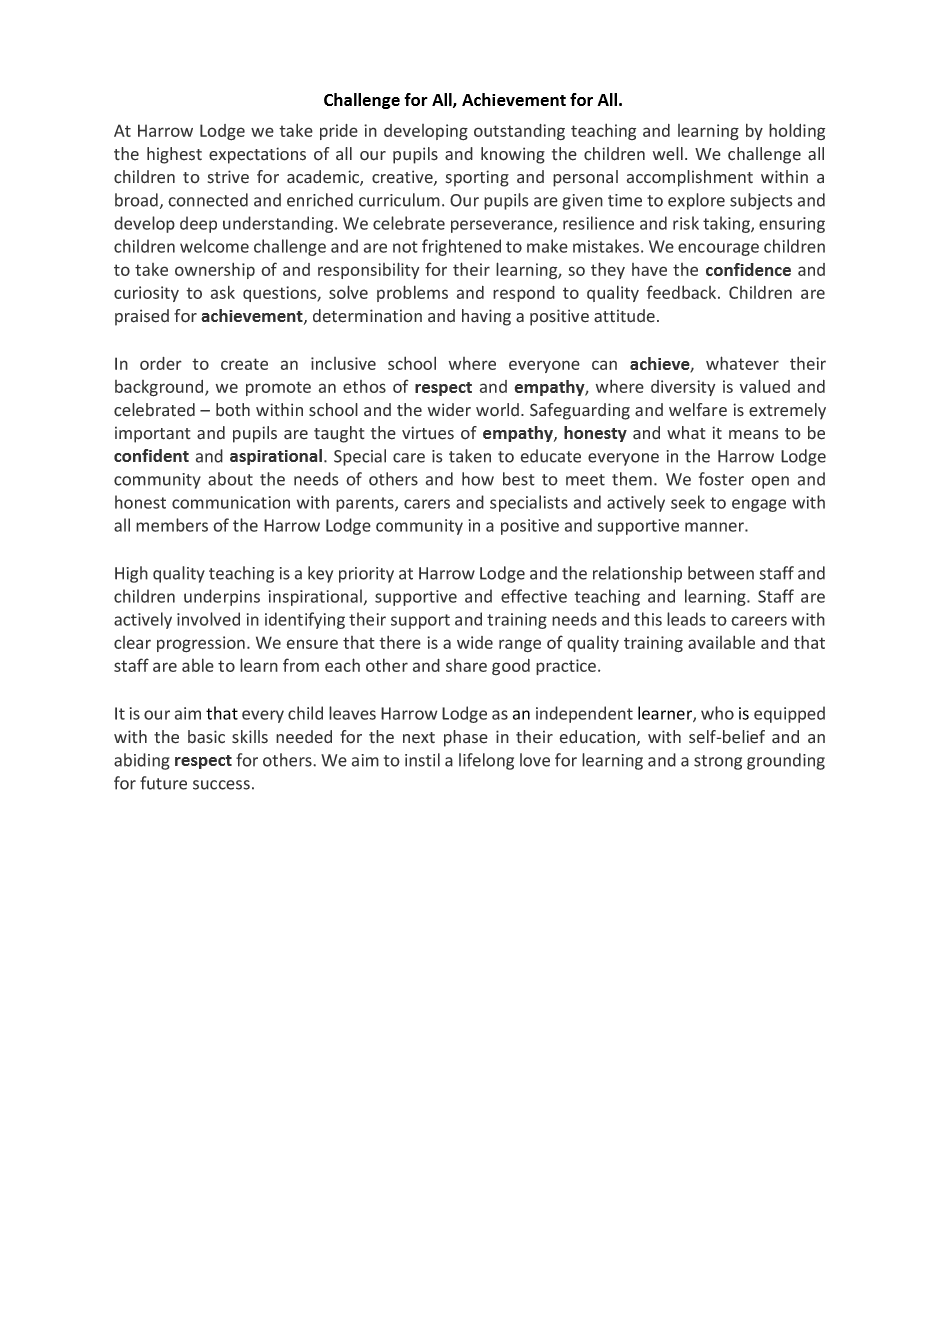 Challenge for All, Achievement for All.
At Harrow Lodge we take pride in developing outstanding teaching and learning by holding
the highest expectations of all our pupils and knowing the children well. We challenge all
children to strive for academic, creative, sporting and personal accomplishment within a
broad, connected and enriched curriculum. Our pupils are given time to explore subjects and
develop deep understanding. We celebrate perseverance, resilience and risk taking, ensuring
children welcome challenge and are not frightened to make mistakes. We encourage children
to take ownership of and responsibility for their learning, so they have the confidence and
curiosity to ask questions, solve problems and respond to quality feedback. Children are
praised for achievement, determination and having a positive attitude.
In order to create an inclusive school where everyone can achieve, whatever their
background, we promote an ethos of respect and empathy, where diversity is valued and
celebrated – both within school and the wider world. Safeguarding and welfare is extremely
important and pupils are taught the virtues of empathy, honesty and what it means to be
confident and aspirational. Special care is taken to educate everyone in the Harrow Lodge
community about the needs of others and how best to meet them. We foster open and
honest communication with parents, carers and specialists and actively seek to engage with
all members of the Harrow Lodge community in a positive and supportive manner.
High quality teaching is a key priority at Harrow Lodge and the relationship between staff and
children underpins inspirational, supportive and effective teaching and learning. Staff are
actively involved in identifying their support and training needs and this leads to careers with
clear progression. We ensure that there is a wide range of quality training available and that
staff are able to learn from each other and share good practice.
It is our aim that every child leaves Harrow Lodge as an independent learner, who is equipped
with the basic skills needed for the next phase in their education, with self-belief and an
abiding respect for others. We aim to instil a lifelong love for learning and a strong grounding
for future success.